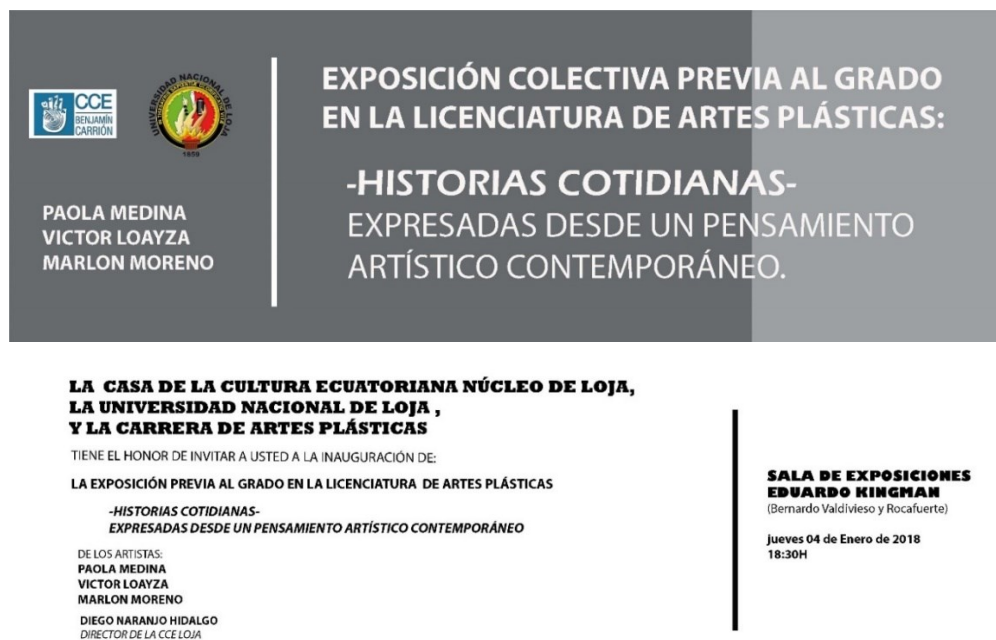 CCE
BENJAMÍN
CARRIÓN
UNIVERSIDAD NACIONAL DE LOJA
1859
PAOLA MEDINA
VICTOR LOAYZA
MARLON MORENO
EXPOSICIÓN COLECTIVA PREVIA AL GRADO
EN LA LICENCIATURA DE ARTES PLÁSTICAS:
-HISTORIAS COTIDIANAS-
EXPRESADAS DESDE UN PENSAMIENTO
ARTÍSTICO CONTEMPORÁNEO.
LA CASA DE LA CULTURA ECUATORIANA NÚCLEO DE LOJA,
LA UNIVERSIDAD NACIONAL DE LOJA ,
Y LA CARRERA DE ARTES PLÁSTICAS
TIENE EL HONOR DE INVITAR A USTED A LA INAUGURACIÓN DE:
LA EXPOSICIÓN PREVIA AL GRADO EN LA LICENCIATURA DE ARTES PLÁSTICAS
-HISTORIAS COTIDIANAS-
EXPRESADAS DESDE UN PENSAMIENTO ARTÍSTICO CONTEMPORÁNEO
DE LOS ARTISTAS:
PAOLA MEDINA
VICTOR LOAYZA
MARLON MORENO
DIEGO NARANJO HIDALGO
DIRECTOR DE LA CCE LOJA
SALA DE EXPOSICIONES
EDUARDO KINGMAN
(Bernardo Valdivieso y Rocafuerte)
jueves 04 de Enero de 2018
18:30H